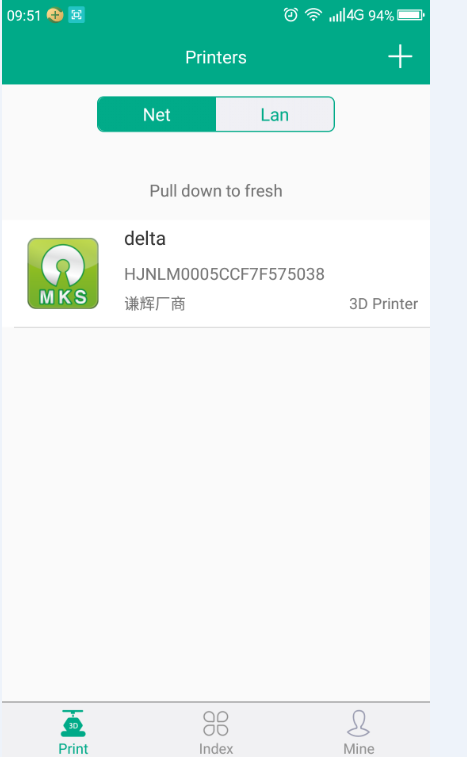 09:51 4G 94%
Printers
Net Lan
Pull down to fresh
delta
HJNLM0005CCF7F575038
MKS
谦辉厂商 3D Printer
3D
Print Index Mine